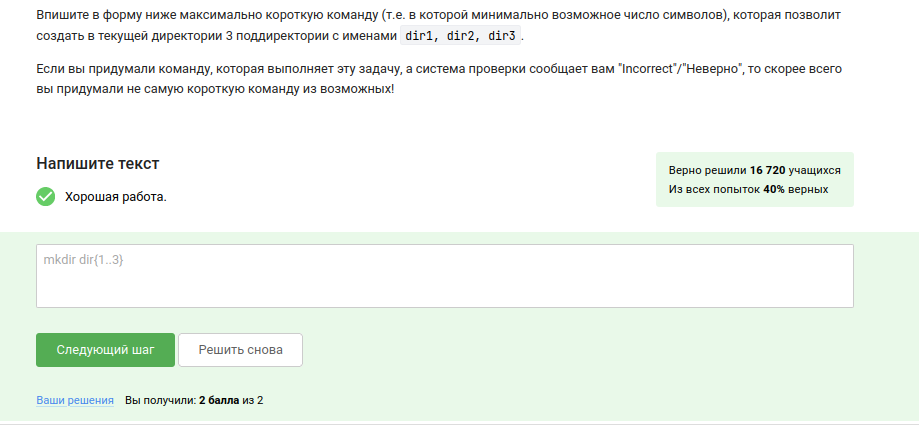 Впишите в форму ниже максимально короткую команду (т.е. в которой минимально возможное число символов), которая позволит
создать в текущей директории 3 поддиректории с именами dir1, dir2, dir3 .
Если вы придумали команду, которая выполняет эту задачу, а система проверки сообщает вам "Incorrect"/"Неверно", то скорее всего
вы придумали не самую короткую команду из возможных!
Напишите текст
Хорошая работа.
Верно решили 16 720 учащихся
Из всех попыток 40% верных
mkdir dir{1..3}
Следующий шаг
Решить снова
Ваши решения Вы получили: 2 балла из 2